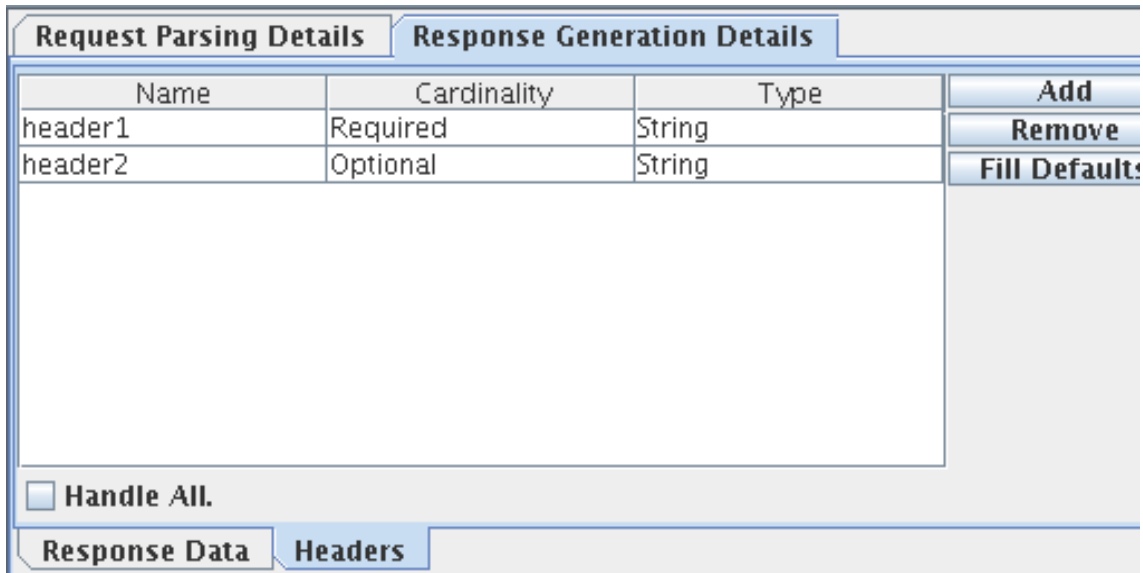 Request Parsing Details Response Generation Details
Name Cardinality Type Add
header1 Required String Remove
header2 Optional String Fill Defaults
Handle All.
Response Data Headers